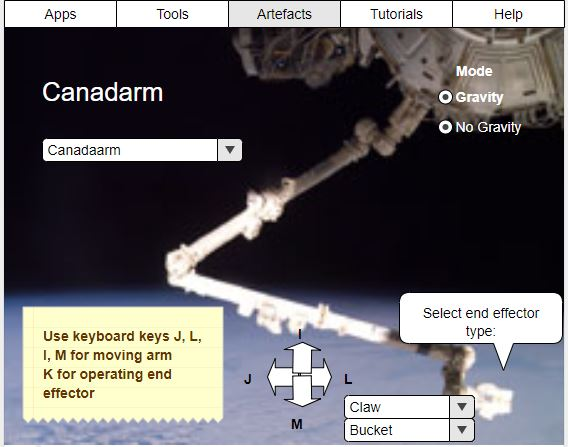 Apps Tools Artefacts Tutorials Help
Mode
Canadarm
Gravity
No Gravity
Canadaarm
Select end effector
type:
Use keyboard keys J, L,
I, M for moving arm
K for operating end
effector
I
J L
M
Claw
Bucket